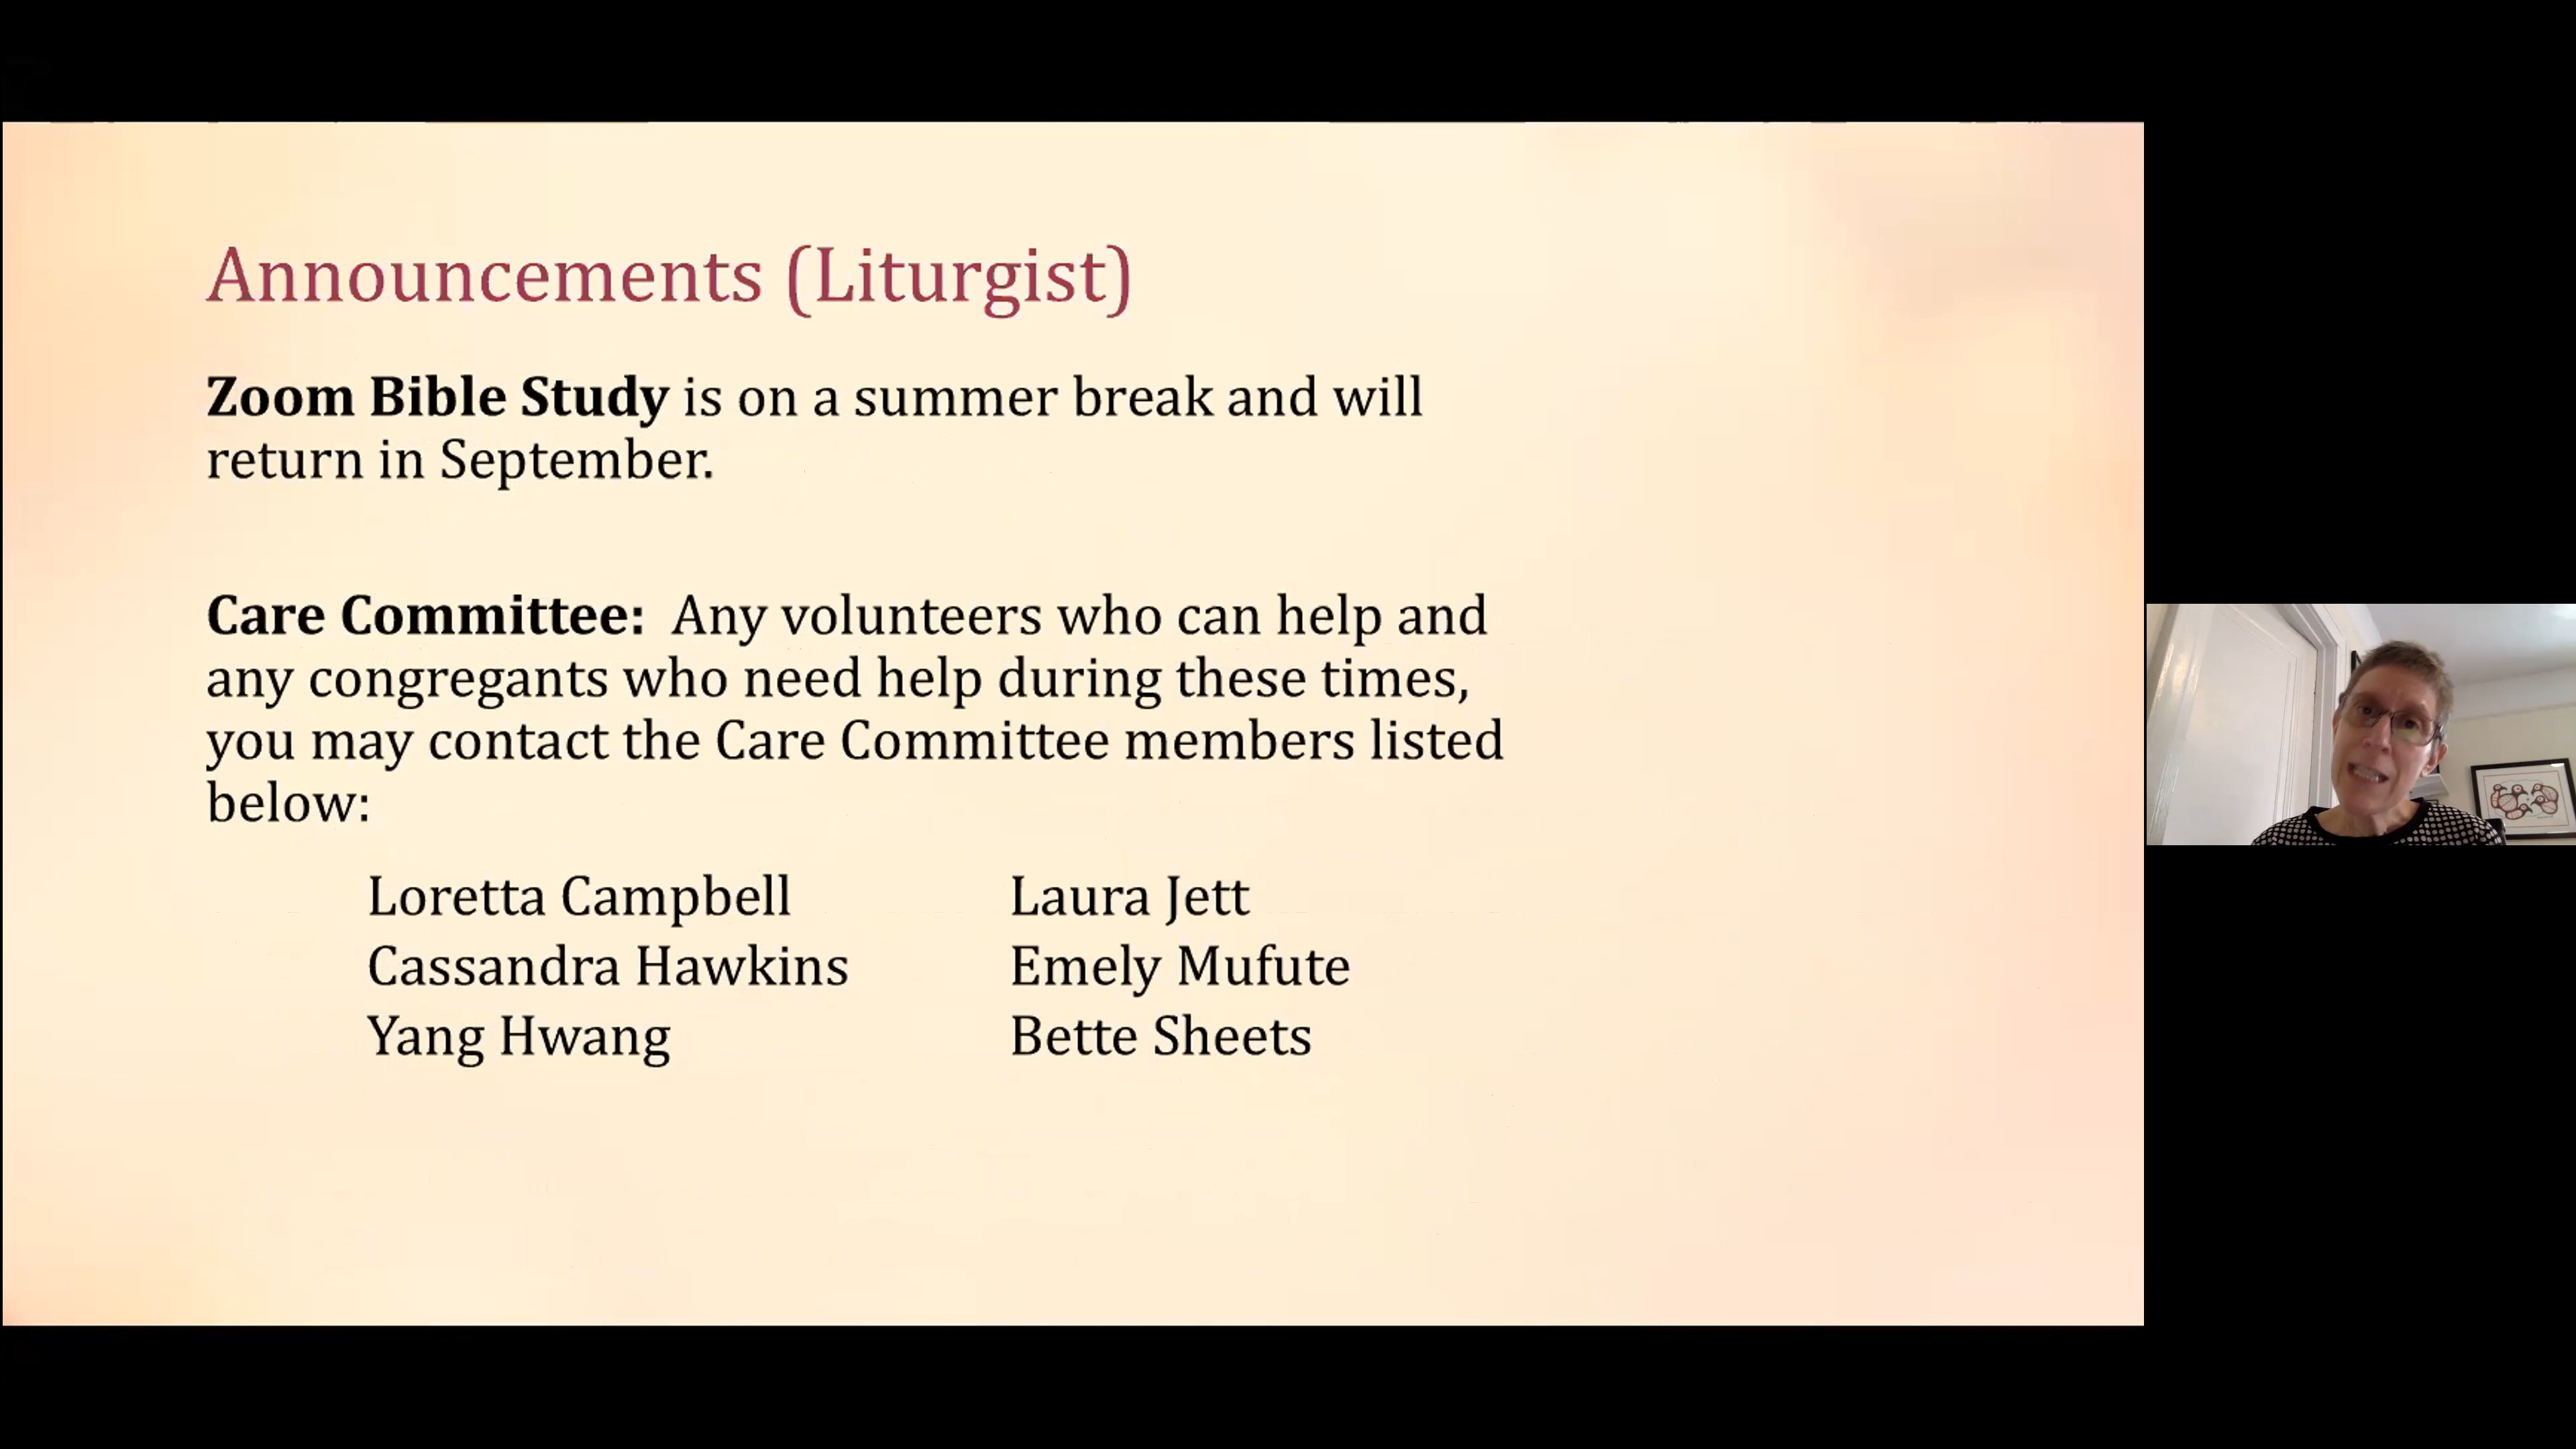 Announcements (Liturgist)
Zoom Bible Study is on a summer break and will
return in September.
Care Committee:  Any volunteers who can help and
any congregants who need help during these times,
you may contact the Care Committee members listed
below:
Loretta Campbell	Laura Jett
Cassandra Hawkins	Emely Mufute
Yang Hwang	Bette Sheets